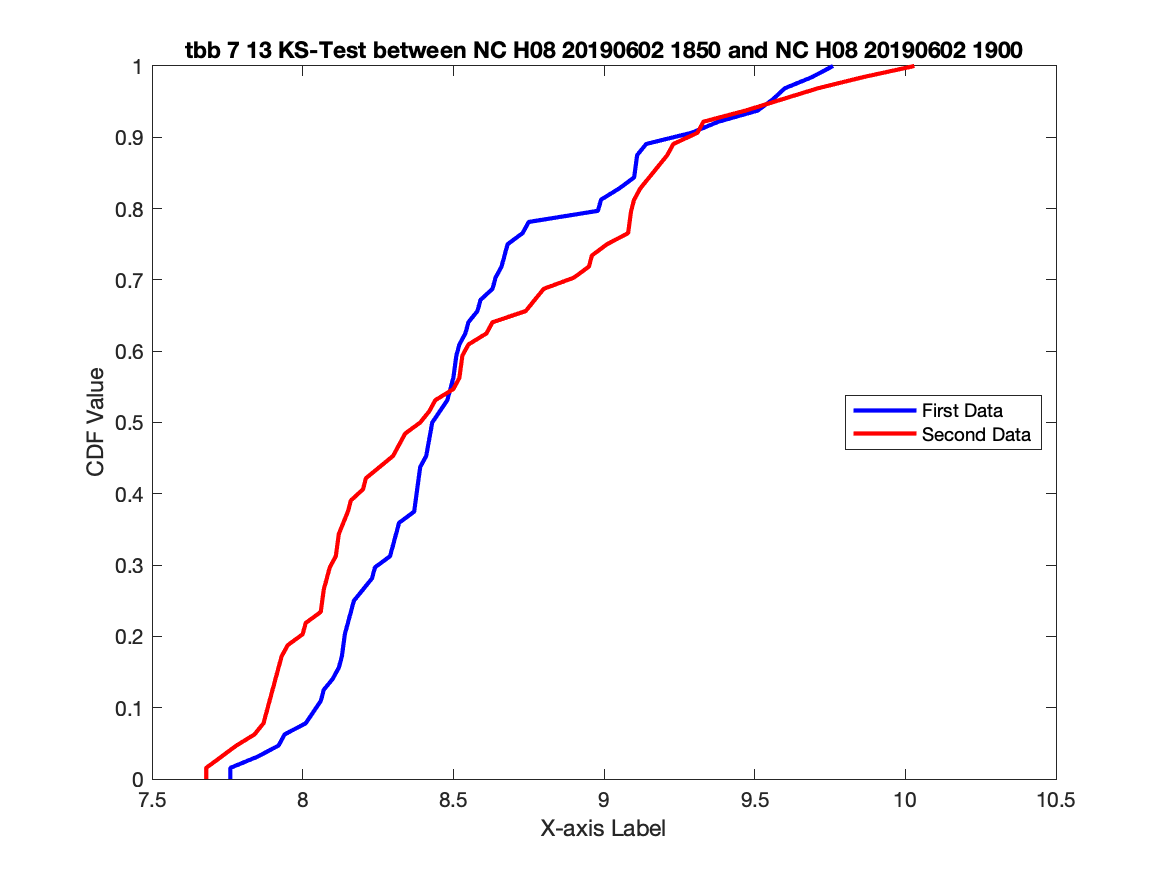 tbb 7 13 KS-Test between NC H08 20190602 1850 and NC H08 20190602 1900
1
0.9
0.8
0.7
0.6
0.5
0.4
0.3
0.2
0.1
0
CDF Value
First Data
Second Data
7.5 8 8.5 9 9.5 10 10.5
X-axis Label